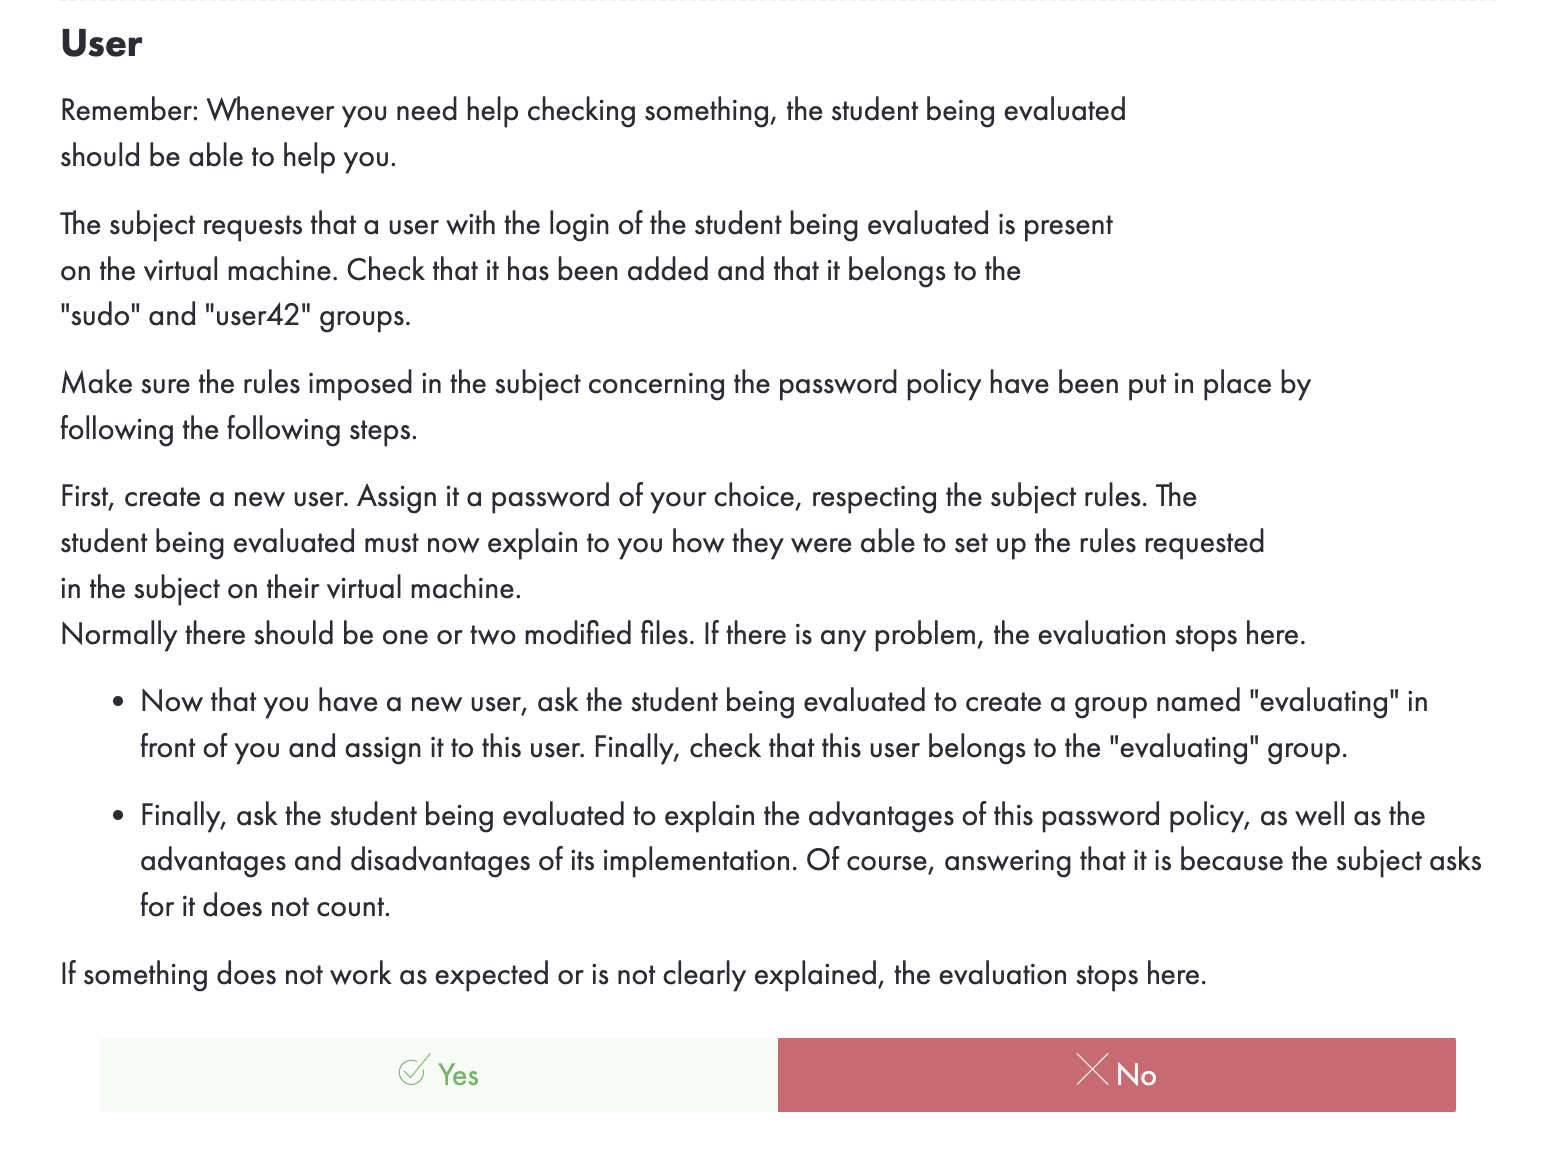 User
Remember: Whenever you need help checking something, the student being evaluated
should be able to help you.
The subject requests that a user with the login of the student being evaluated is present
on the virtual machine. Check that it has been added and that it belongs to the
"sudo" and "user42" groups.
Make sure the rules imposed in the subject concerning the password policy have been put in place by
following the following steps.
First, create a new user. Assign it a password of your choice, respecting the subject rules. The
student being evaluated must now explain to you how they were able to set up the rules requested
in the subject on their virtual machine.
Normally there should be one or two modified files. If there is any problem, the evaluation stops here.
• Now that you have a new user, ask the student being evaluated to create a group named "evaluating" in
front of you and assign it to this user. Finally, check that this user belongs to the "evaluating" group.
• Finally, ask the student being evaluated to explain the advantages of this password policy, as well as the
advantages and disadvantages of its implementation. Of course, answering that it is because the subject asks
for it does not count.
If something does not work as expected or is not clearly explained, the evaluation stops here.
Yes
No